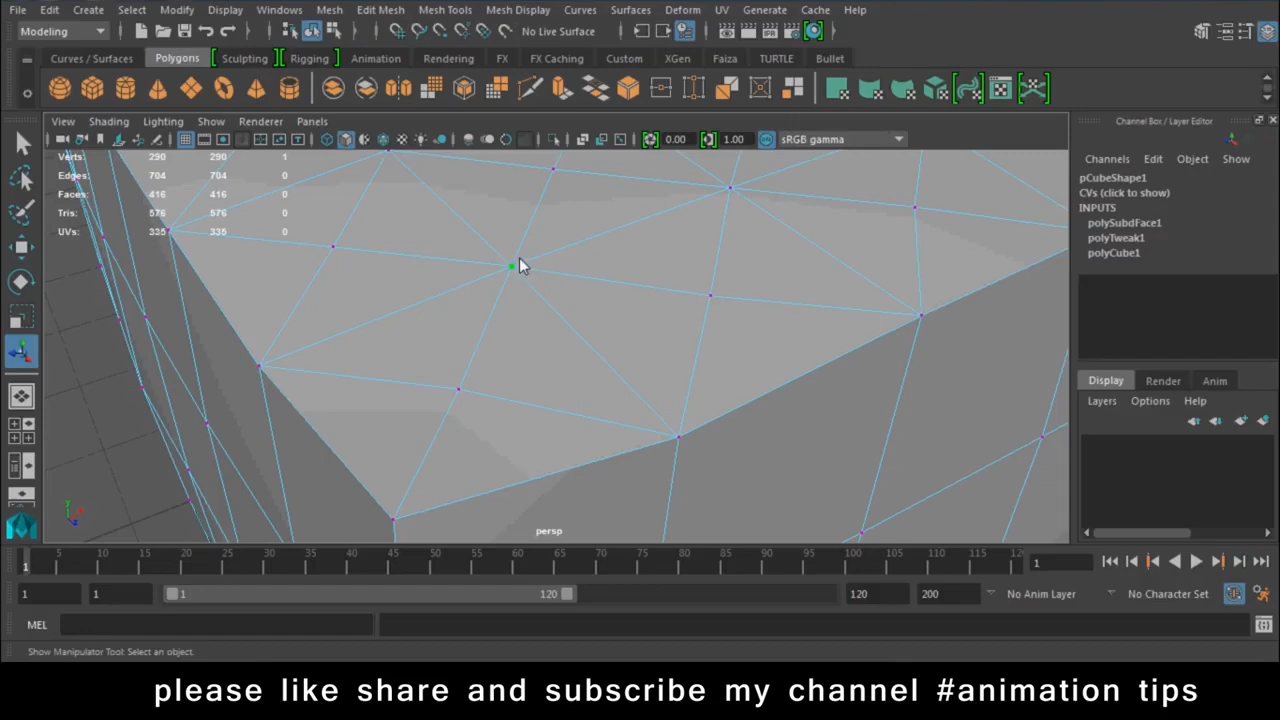 File Edit Create Select Modify Display Windows Mesh Edit Mesh Mesh Tools Mesh Display Curves Surfaces Deform UV Generate Cache Help
Modeling No Live Surface
Curves / Surfaces Polygons Sculpting Rigging Animation Rendering FX FX Caching Custom XGen Faiza TURTLE Bullet
View Shading Lighting Show Renderer Panels
0.00 1.00 sRGB gamma
Verts: 290 290 1
Edges: 704 704 0
Faces: 416 416 0
Tris: 576 576 0
UVs: 335 335 0
persp
Channel Box / Layer Editor
Channels Edit Object Show
pCubeShape1
CVs (click to show)
INPUTS
polySubdFace1
polyTweak1
polyCube1
Display Render Anim
Layers Options Help
5 10 15 20 25 30 35 40 45 50 55 60 65 70 75 80 85 90 95 100 105 110 115 12
1 1
1 1 1 120 120 200 No Anim Layer No Character Set
MEL
Show Manipulator Tool: Select an object.
please like share and subscribe my channel #animation tips